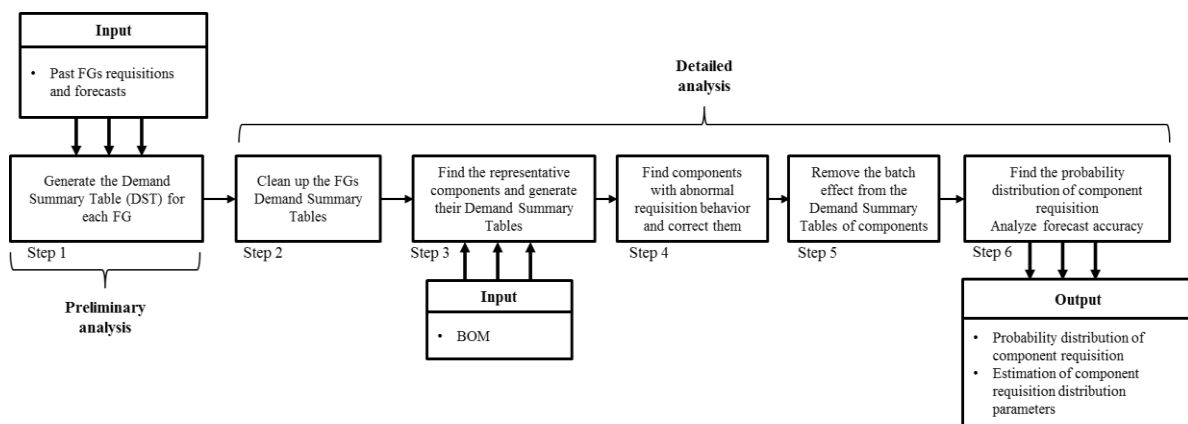 Input
• Past FGs requisitions
and forecasts
Detailed
analysis
Generate the Demand
Summary Table (DST) for
each FG
Clean up the FGs
Demand Summary
Tables
Find the representative
components and generate
their Demand Summary
Tables
Find components
with abnormal
requisition behavior
and correct them
Remove the batch
effect from the
Demand Summary
Tables of components
Find the probability
distribution of component
requisition
Analyze forecast accuracy
Step 1
Step 2
Step 3
Step 4
Step 5
Step 6
Preliminary
analysis
Input
• BOM
Output
• Probability distribution of
component requisition
• Estimation of component
requisition distribution
parameters